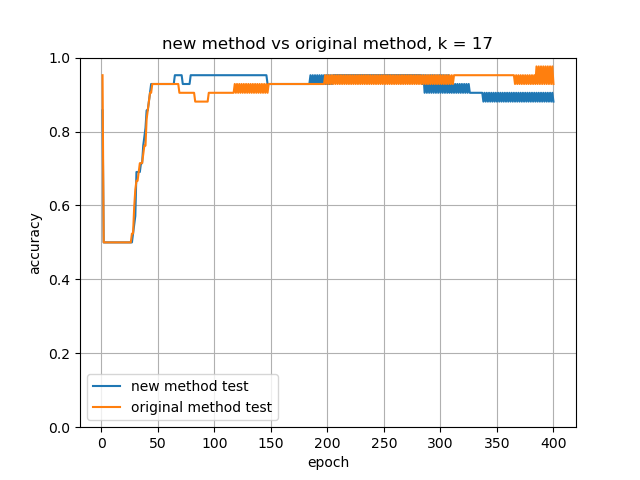 new method vs original method, k = 17
accuracy
1.0
0.8
0.6
0.4
0.2
0.0
new method test
original method test
0 50 100 150 200 250 300 350 400
epoch